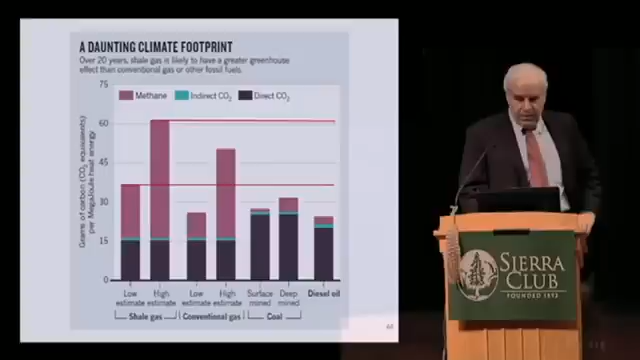 A DAUNTING CLIMATE FOOTPRINT
Over 20 years, shale gas is likely to have a greater greenhouse
effect than conventional gas or other fossil fuels.
75
Methane
Indirect CO2
Direct CO2
60
45
30
15
0
Grams of carbon (CO2 equivalents)
per MegaJoule heat energy
Low
estimate
High
estimate
Low
estimate
High
estimate
Surface
mined
Deep
mined
Diesel oil
Shale gas
Conventional gas
Coal
SIERRA
CLUB
FOUNDED 1892